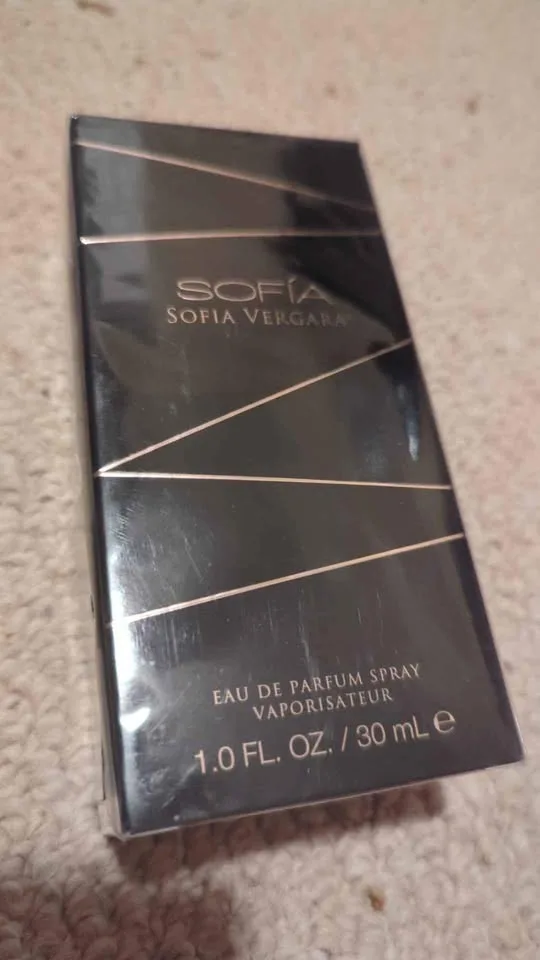 SOFÍA
SOFIA VERGARA
EAU DE PARFUM SPRAY
VAPORISATEUR
1.0 FL. OZ. / 30 mL ℮